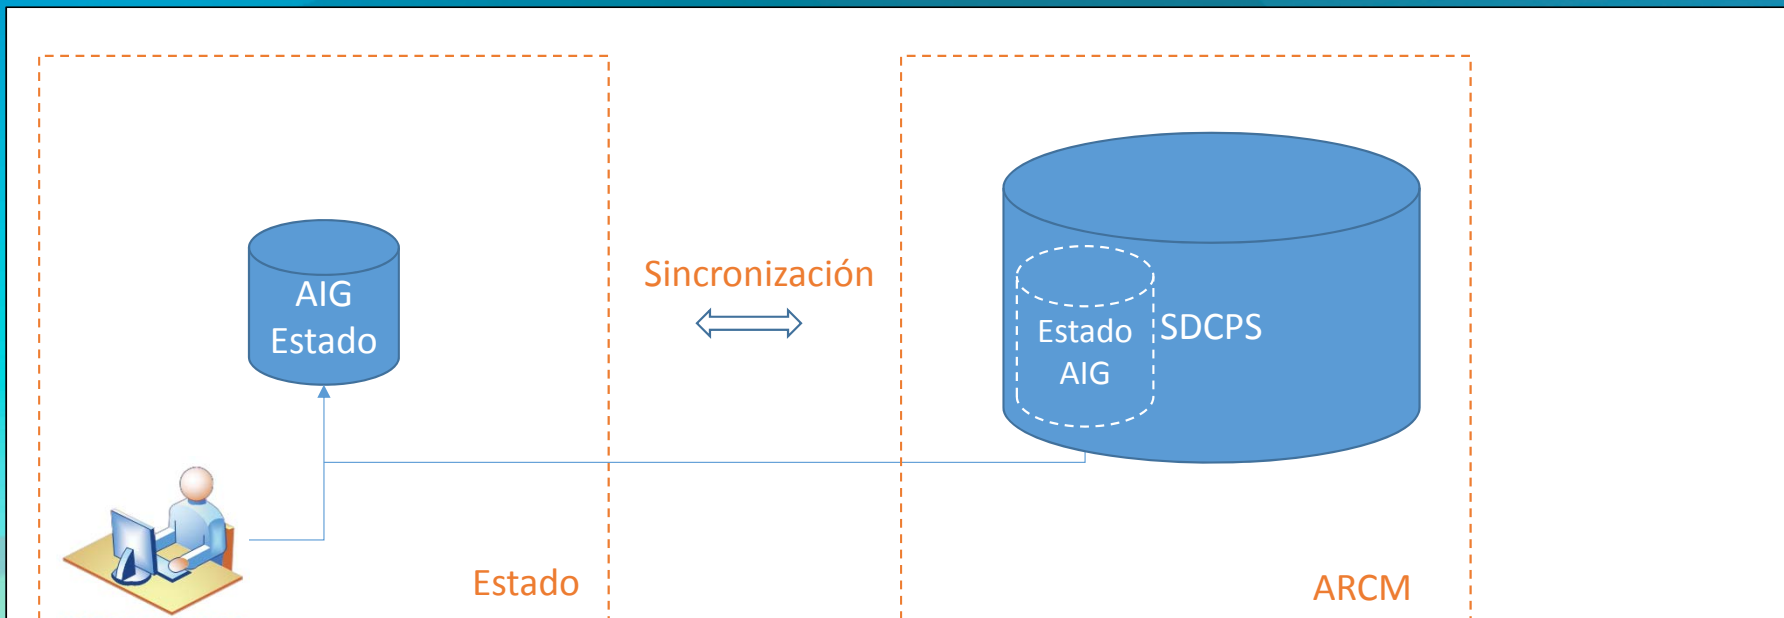 AIG
Estado
Sincronización
Estado
AIG
SDCPS
Estado
ARCM